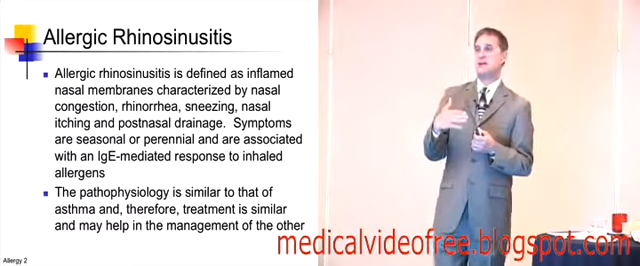 Allergic Rhinosinusitis
Allergic rhinosinusitis is defined as inflamed
nasal membranes characterized by nasal
congestion, rhinorrhea, sneezing, nasal
itching and postnasal drainage. Symptoms
are seasonal or perennial and are associated
with an IgE-mediated response to inhaled
allergens
The pathophysiology is similar to that of
asthma and, therefore, treatment is similar
and may help in the management of the other
Allergy 2
medicalvideofree.blogspot.com